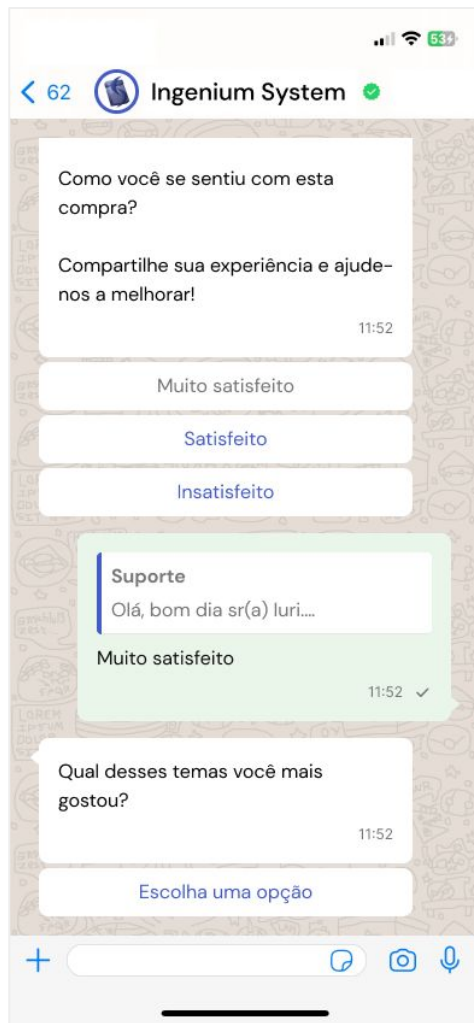 53
62
Ingenium System
Como você se sentiu com esta
compra?
Compartilhe sua experiência e ajude-
nos a melhorar!
11:52
Muito satisfeito
Satisfeito
Insatisfeito
Suporte
Olá, bom dia sr(a) Iuri....
Muito satisfeito
11:52
Qual desses temas você mais
gostou?
11:52
Escolha uma opção